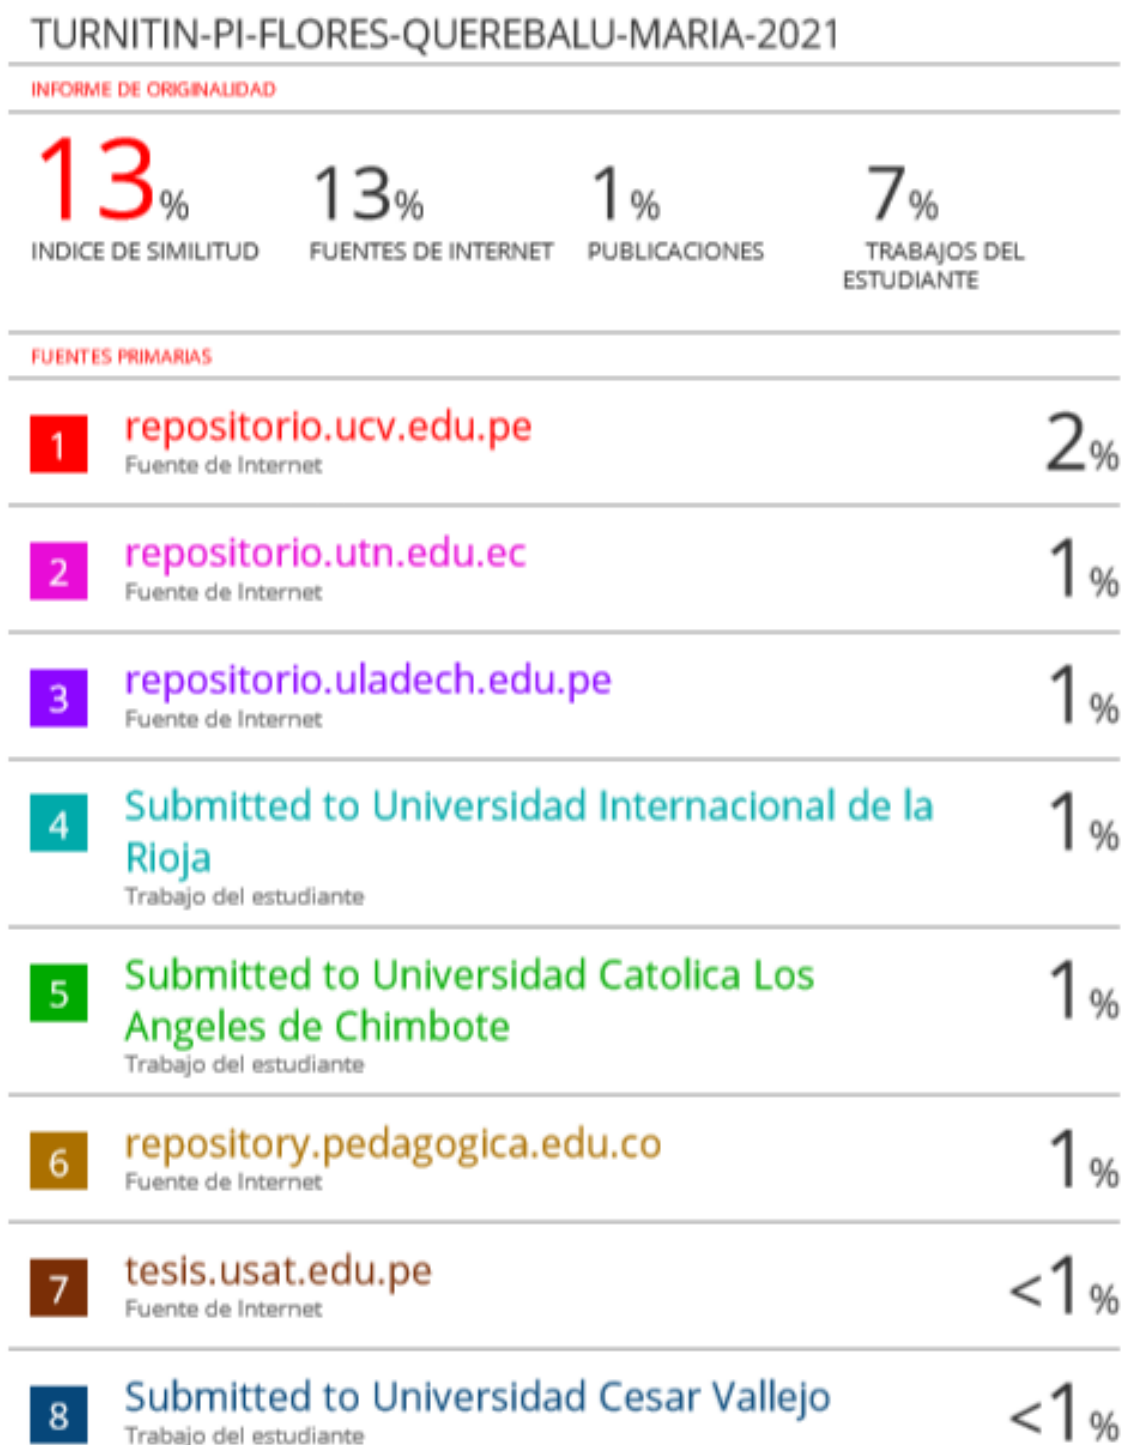 TURNITIN-PI-FLORES-QUEREBALU-MARIA-2021
INFORME DE ORIGINALIDAD
13% 13% 1% 7%
INDICE DE SIMILITUD FUENTES DE INTERNET PUBLICACIONES TRABAJOS DEL
ESTUDIANTE
FUENTES PRIMARIAS
1 repositorio.ucv.edu.pe 2%
Fuente de Internet
2 repositorio.utn.edu.ec 1%
Fuente de Internet
3 repositorio.uladech.edu.pe 1%
Fuente de Internet
4 Submitted to Universidad Internacional de la 1%
Rioja
Trabajo del estudiante
5 Submitted to Universidad Catolica Los 1%
Angeles de Chimbote
Trabajo del estudiante
6 repository.pedagogica.edu.co 1%
Fuente de Internet
7 tesis.usat.edu.pe <1%
Fuente de Internet
8 Submitted to Universidad Cesar Vallejo <1%
Trabajo del estudiante